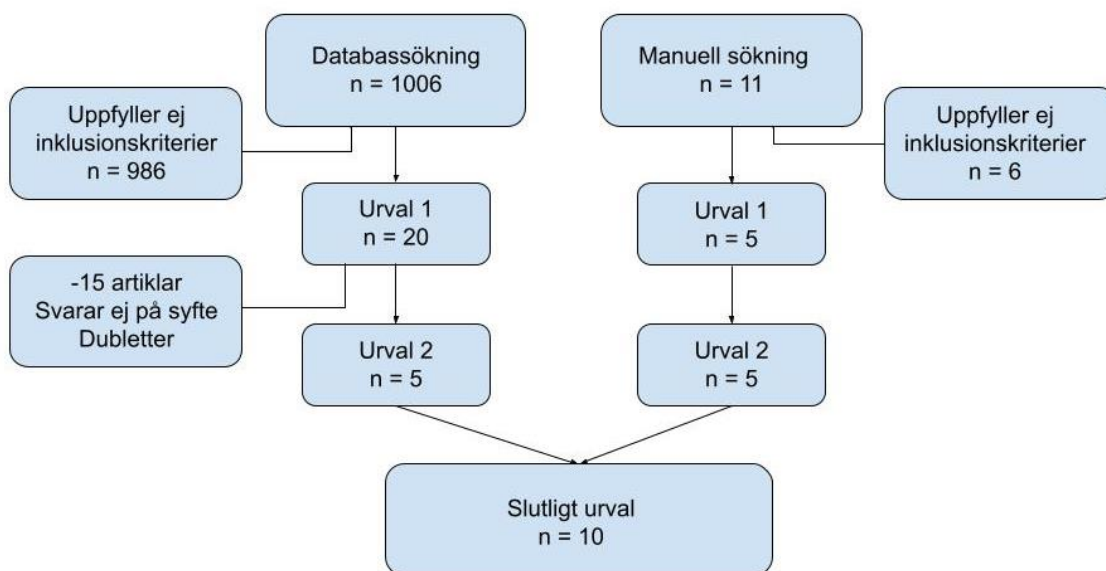 Databassökning
n = 1006
Manuell sökning
n = 11
Uppfyller ej
inklusionskriterier
n = 986
Uppfyller ej
inklusionskriterier
n = 6
Urval 1
n = 20
Urval 1
n = 5
-15 artiklar
Svarar ej på syfte
Dubletter
Urval 2
n = 5
Urval 2
n = 5
Slutligt urval
n = 10